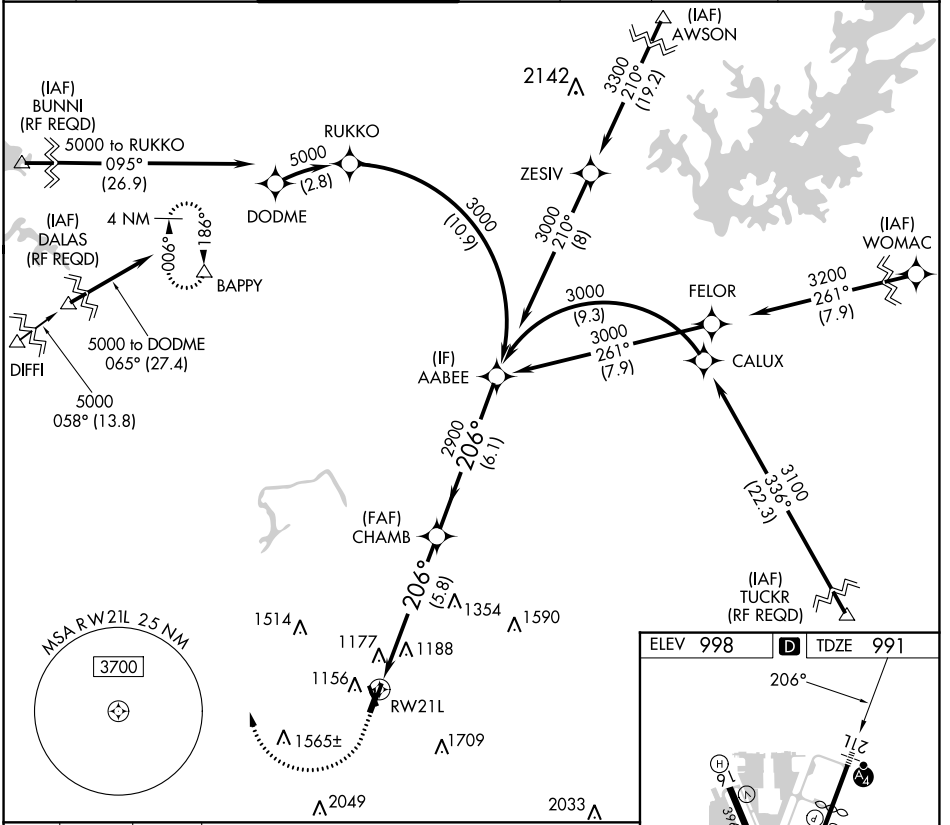 (IAF)
AWSON
2142
3300
210°
(19.2)
(IAF)
BUNNI
(RF REQD)
5000 to RUKKO
095°
(26.9)
RUKKO
5000
(2.8)
DODME
ZESIV
3000
(10.9)
3000
210°
(8)
4 NM
006°
186°
BAPPY
(IAF)
DALAS
(RF REQD)
(IAF)
WOMAC
3200
261°
(7.9)
FELOR
3000
(9.3)
3000
261°
(7.9)
CALUX
DIFFI
5000 to DODME
065° (27.4)
5000
058° (13.8)
(IF)
AABEE
2900
206°
(6.1)
3100
336°
(22.3)
(FAF)
CHAMB
206°
(5.8)
(IAF)
TUCKR
(RF REQD)
1514
1354
1590
1177
1188
1156
RW21L
1565±
1709
2049
2033
MSA RW21L 25 NM
3700
ELEV 998
D
TDZE 991
206°
21L
A4
H
16
V
P